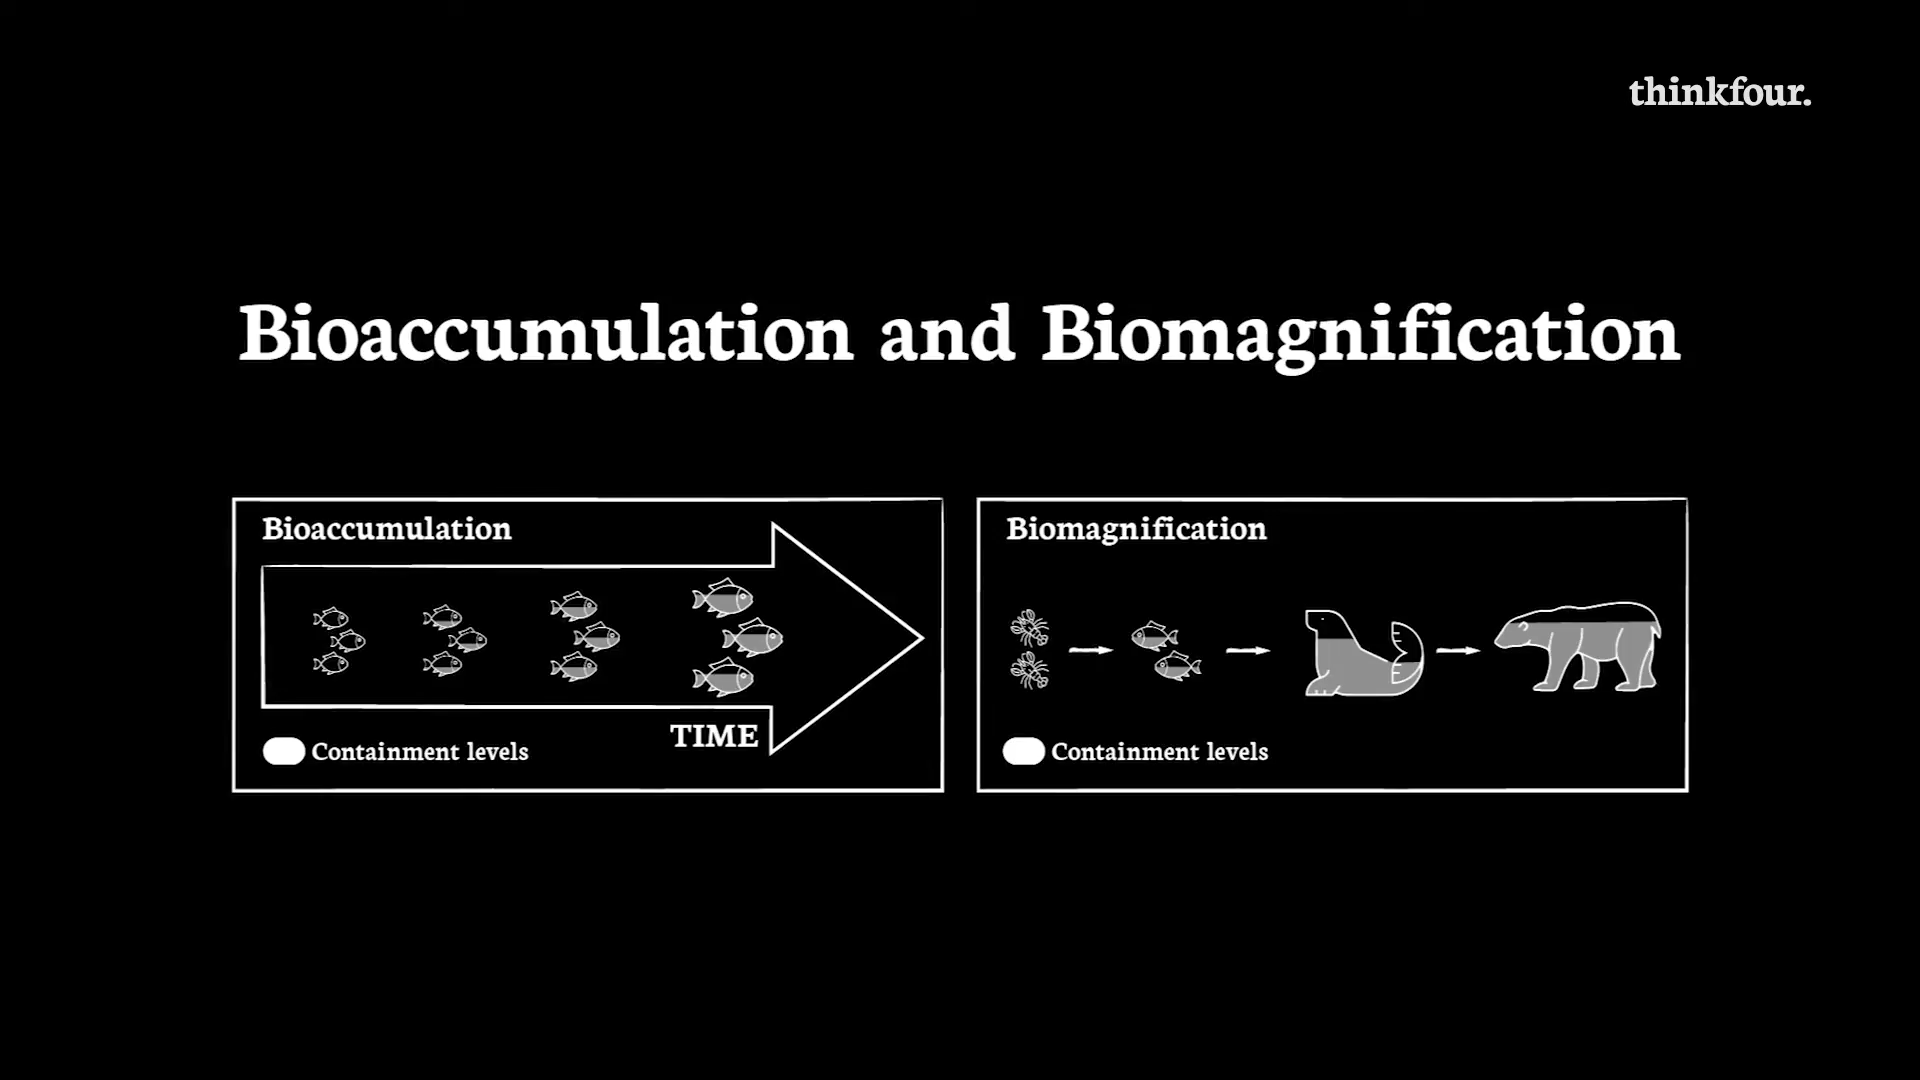 thinkfour.
Bioaccumulation and Biomagnification
Bioaccumulation
TIME
Containment levels
Biomagnification
Containment levels